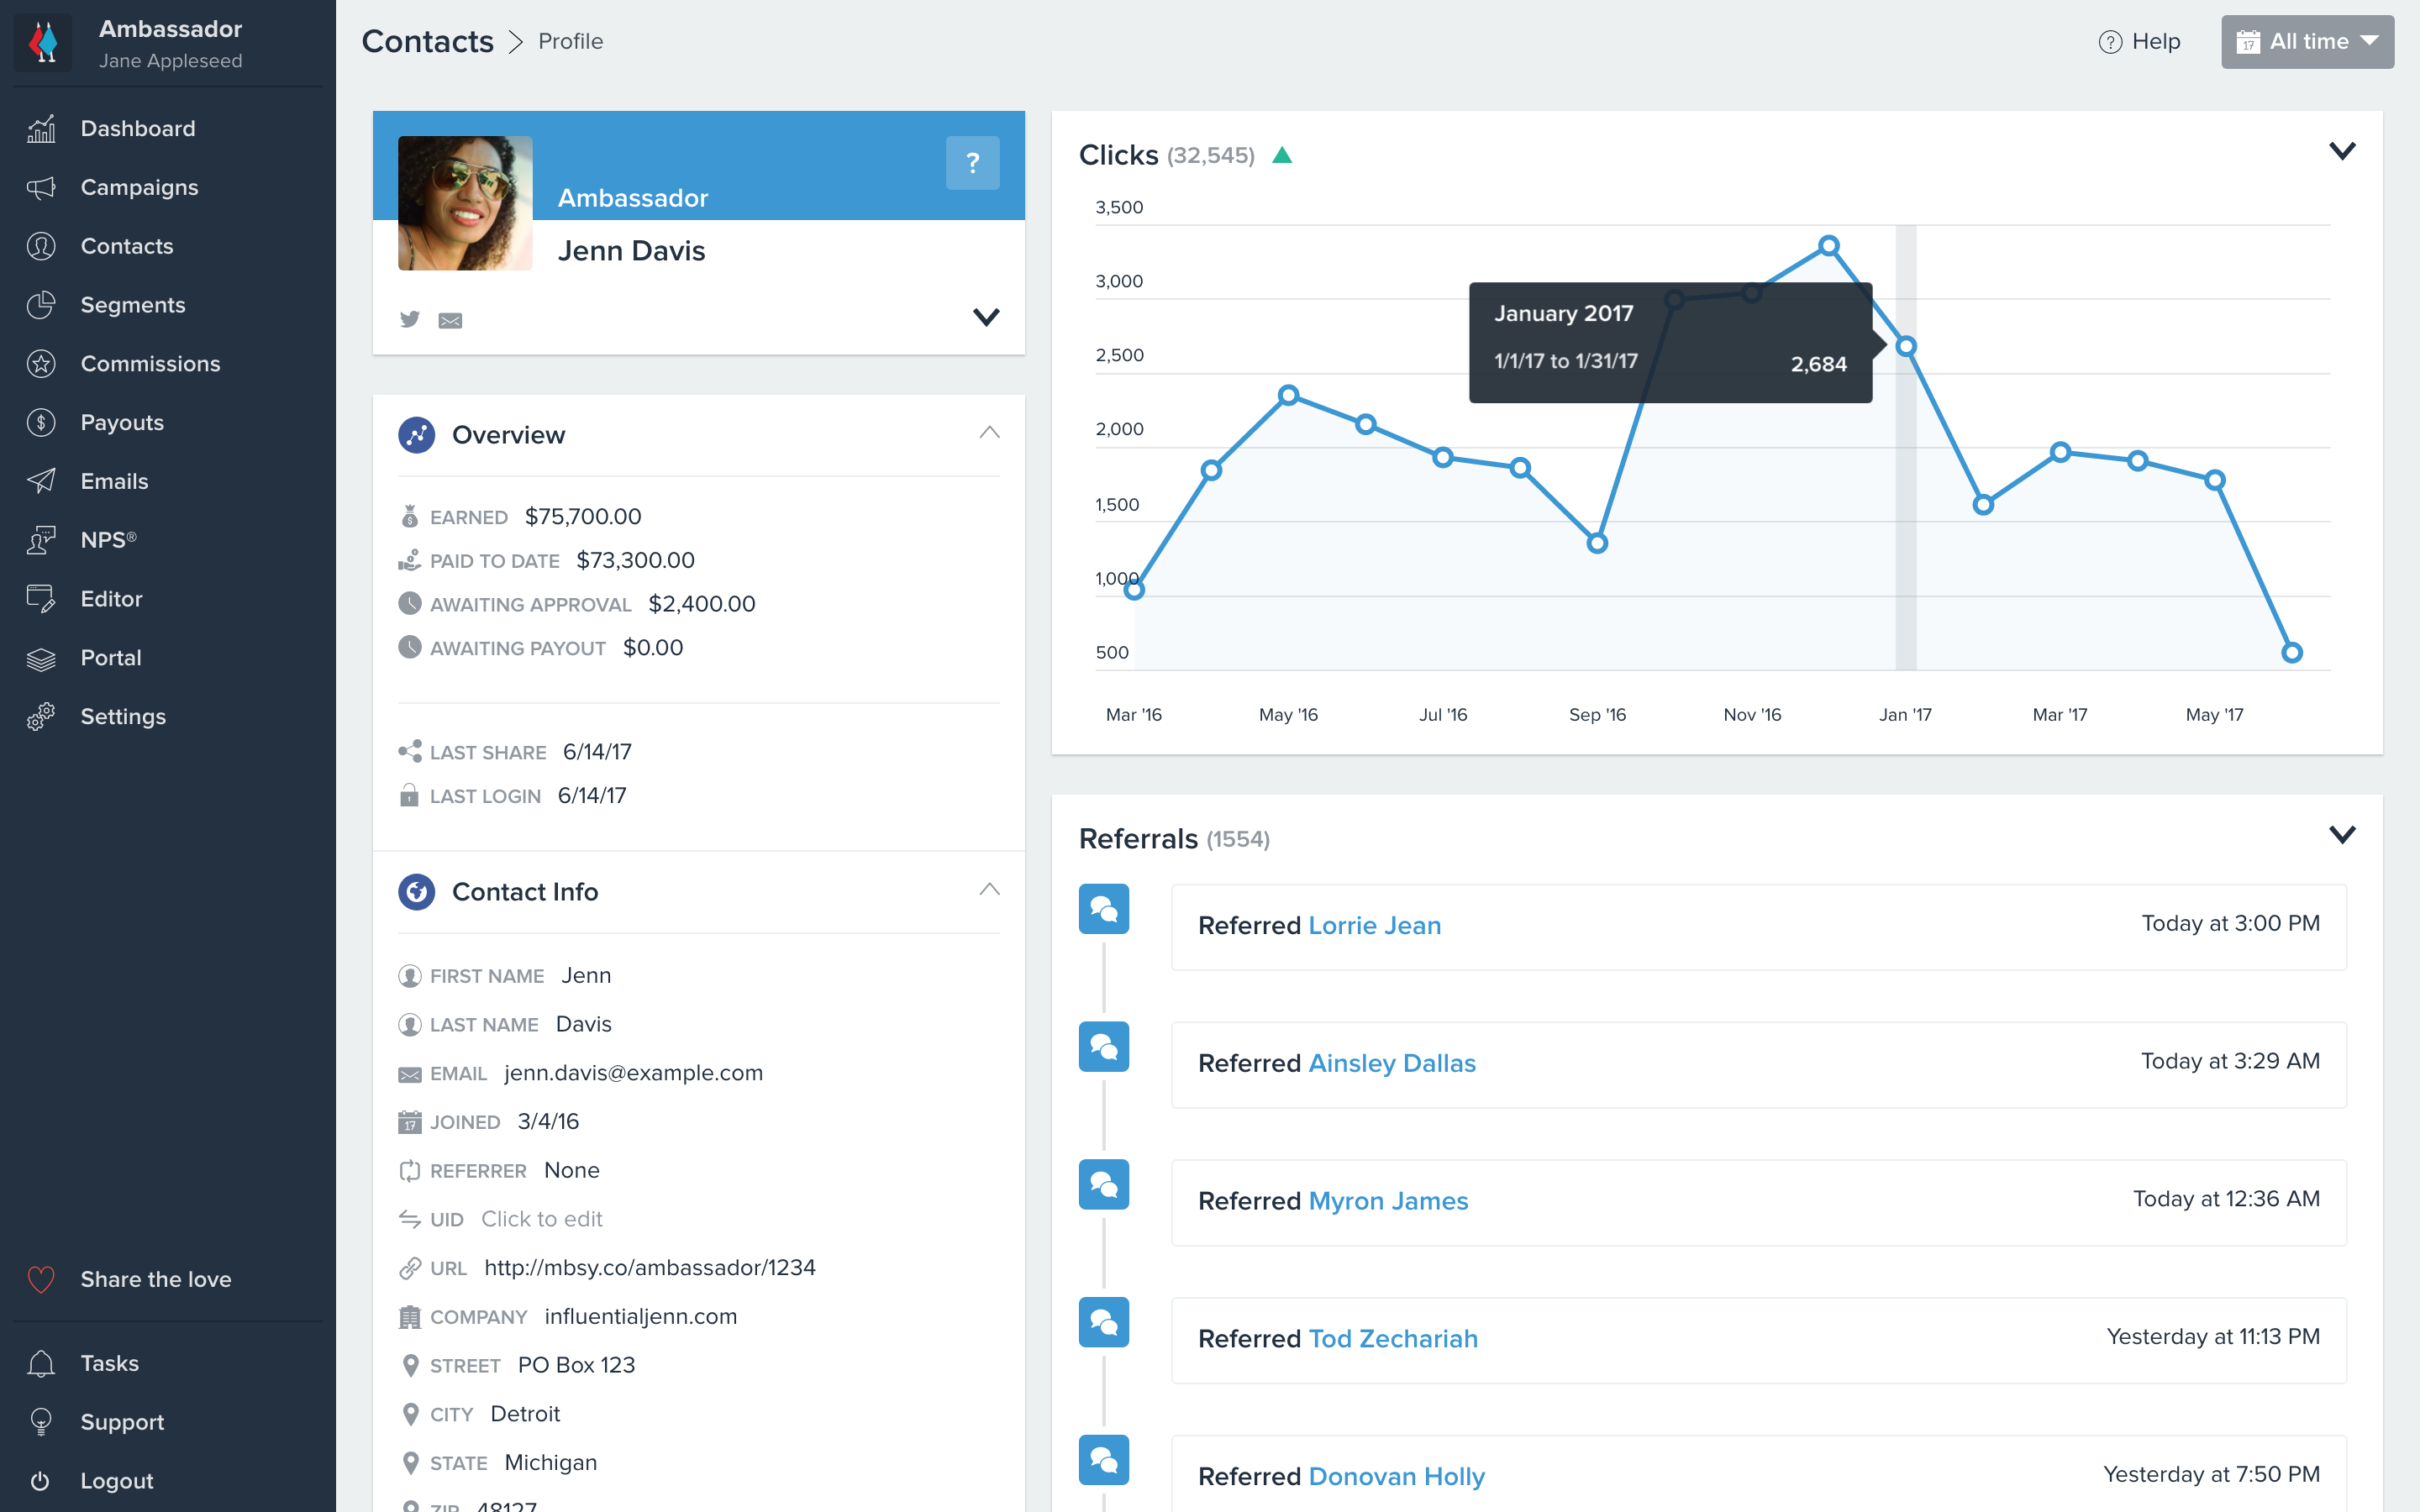 Ambassador
Jane Appleseed
Dashboard
Campaigns
Contacts
Segments
Commissions
Payouts
Emails
NPS®
Editor
Portal
Settings
Share the love
Tasks
Support
Logout
Contacts > Profile
? Help
17 All time
Ambassador
?
Jenn Davis
Overview
EARNED $75,700.00
PAID TO DATE $73,300.00
AWAITING APPROVAL $2,400.00
AWAITING PAYOUT $0.00
LAST SHARE 6/14/17
LAST LOGIN 6/14/17
Contact Info
FIRST NAME Jenn
LAST NAME Davis
EMAIL jenn.davis@example.com
17 JOINED 3/4/16
REFERRER None
UID Click to edit
URL http://mbsy.co/ambassador/1234
COMPANY influentialjenn.com
STREET PO Box 123
CITY Detroit
STATE Michigan
ZIP 48127
Clicks (32,545)
3,500
3,000
2,500
2,000
1,500
1,000
500
January 2017
1/1/17 to 1/31/17 2,684
Mar '16 May '16 Jul '16 Sep '16 Nov '16 Jan '17 Mar '17 May '17
Referrals (1554)
Referred Lorrie Jean Today at 3:00 PM
Referred Ainsley Dallas Today at 3:29 AM
Referred Myron James Today at 12:36 AM
Referred Tod Zechariah Yesterday at 11:13 PM
Referred Donovan Holly Yesterday at 7:50 PM